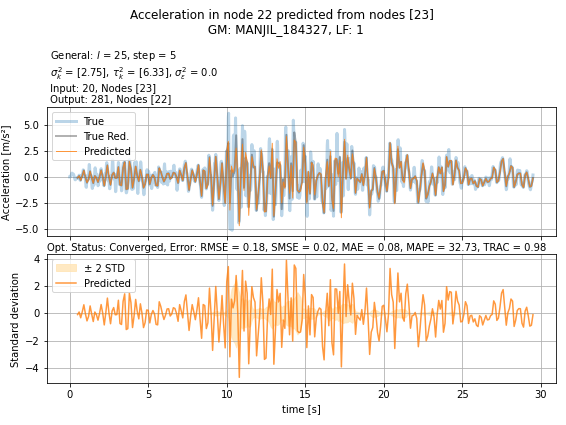 Acceleration in node 22 predicted from nodes [23]
GM: MANJIL_184327, LF: 1
General: l = 25, step = 5
σ²ₖ = [2.75], τ²ₖ = [6.33], σ²ε = 0.0
Input: 20, Nodes [23]
Output: 281, Nodes [22]
Acceleration [m/s²]
5.0
2.5
0.0
−2.5
−5.0
True
True Red.
Predicted
Opt. Status: Converged, Error: RMSE = 0.18, SMSE = 0.02, MAE = 0.08, MAPE = 32.73, TRAC = 0.98
Standard deviation
4
2
0
−2
−4
± 2 STD
Predicted
0 5 10 15 20 25 30
time [s]